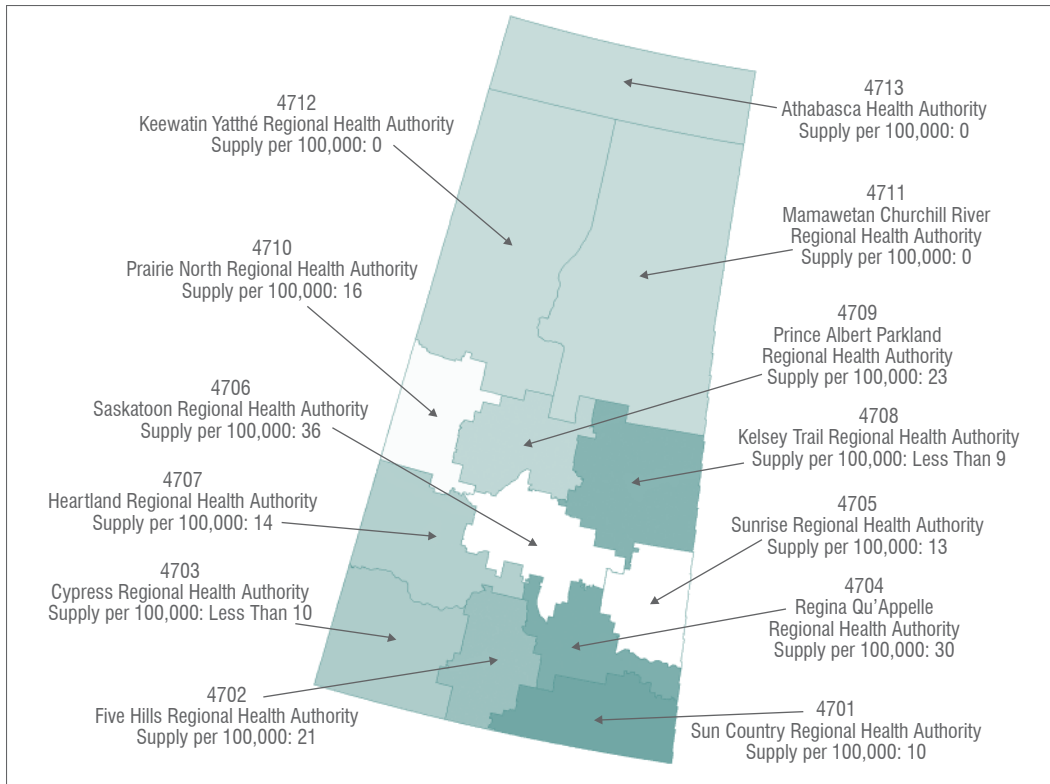 4712
Keewatin Yatthé Regional Health Authority
Supply per 100,000: 0
4713
Athabasca Health Authority
Supply per 100,000: 0
4711
Mamawetan Churchill River
Regional Health Authority
Supply per 100,000: 0
4710
Prairie North Regional Health Authority
Supply per 100,000: 16
4709
Prince Albert Parkland
Regional Health Authority
Supply per 100,000: 23
4706
Saskatoon Regional Health Authority
Supply per 100,000: 36
4708
Kelsey Trail Regional Health Authority
Supply per 100,000: Less Than 9
4707
Heartland Regional Health Authority
Supply per 100,000: 14
4705
Sunrise Regional Health Authority
Supply per 100,000: 13
4703
Cypress Regional Health Authority
Supply per 100,000: Less Than 10
4704
Regina Qu’Appelle
Regional Health Authority
Supply per 100,000: 30
4702
Five Hills Regional Health Authority
Supply per 100,000: 21
4701
Sun Country Regional Health Authority
Supply per 100,000: 10